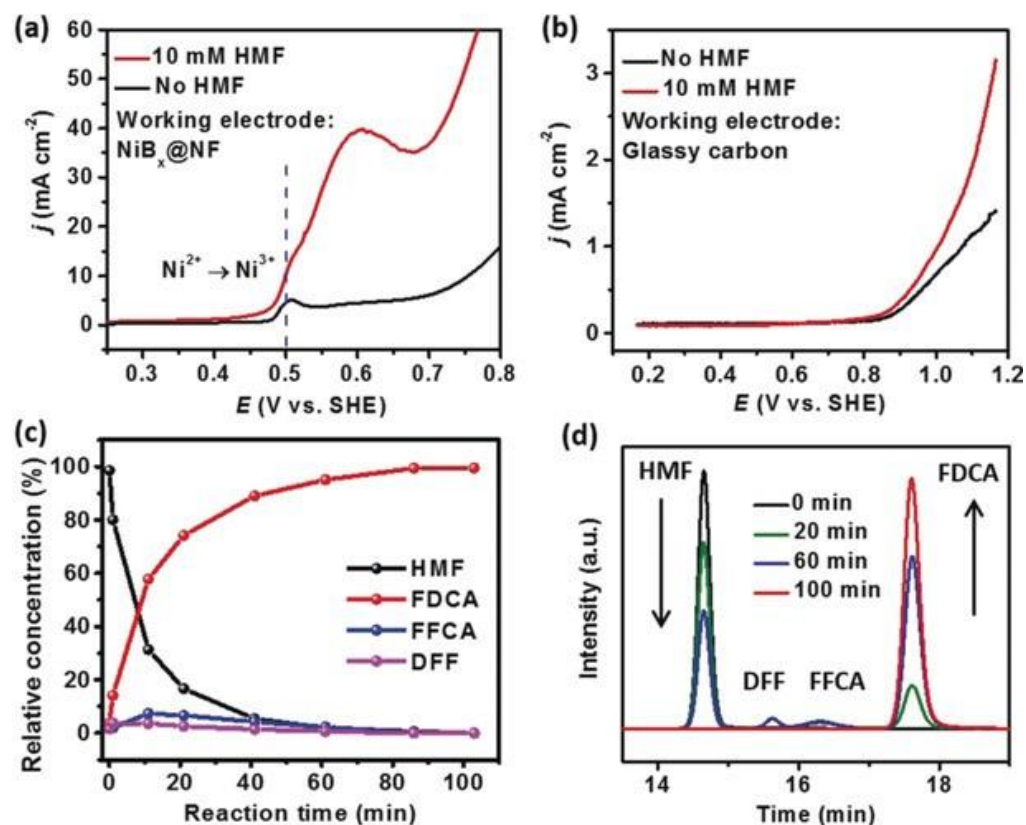 (a)
60
50
40
30
20
10
0
j (mA cm⁻²)
10 mM HMF
No HMF
Working electrode:
NiBₓ@NF
Ni²⁺ → Ni³⁺
0.3 0.4 0.5 0.6 0.7 0.8
E (V vs. SHE)
(b)
3
2
1
0
j (mA cm⁻²)
No HMF
10 mM HMF
Working electrode:
Glassy carbon
0.2 0.4 0.6 0.8 1.0 1.2
E (V vs. SHE)
(c)
100
80
60
40
20
0
Relative concentration (%)
HMF
FDCA
FFCA
DFF
0 20 40 60 80 100
Reaction time (min)
(d)
Intensity (a.u.)
HMF
FDCA
0 min
20 min
60 min
100 min
DFF FFCA
14 16 18
Time (min)